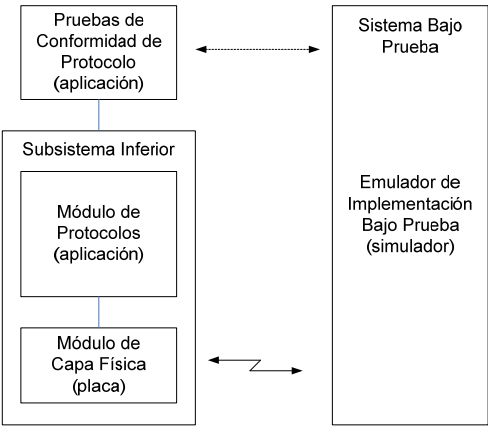 Pruebas de
Conformidad de
Protocolo
(aplicación)
Sistema Bajo
Prueba
Subsistema Inferior
Módulo de
Protocolos
(aplicación)
Emulador de
Implementación
Bajo Prueba
(simulador)
Módulo de
Capa Física
(placa)